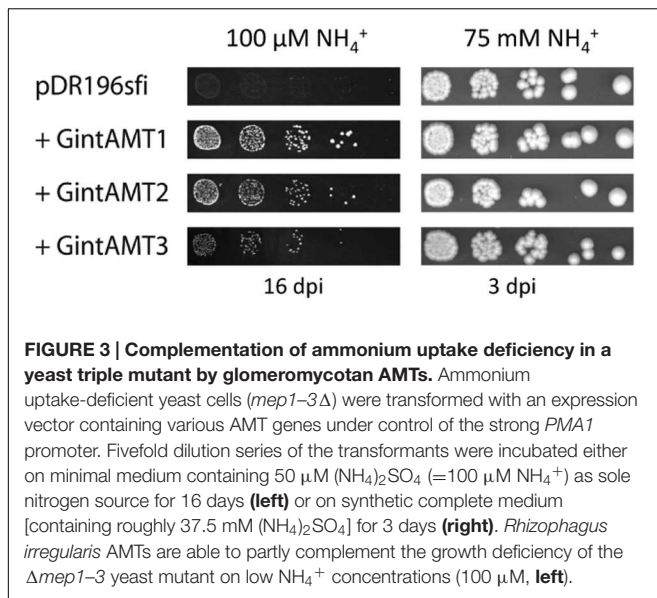 100 μM NH₄⁺ 75 mM NH₄⁺
pDR196sfi
+ GintAMT1
+ GintAMT2
+ GintAMT3
16 dpi 3 dpi
FIGURE 3 | Complementation of ammonium uptake deficiency in a
yeast triple mutant by glomeromycotan AMTs. Ammonium
uptake-deficient yeast cells (mep1–3Δ) were transformed with an expression
vector containing various AMT genes under control of the strong PMA1
promoter. Fivefold dilution series of the transformants were incubated either
on minimal medium containing 50 μM (NH4)2SO4 (=100 μM NH4+) as sole
nitrogen source for 16 days (left) or on synthetic complete medium
[containing roughly 37.5 mM (NH4)2SO4] for 3 days (right). Rhizophagus
irregularis AMTs are able to partly complement the growth deficiency of the
Δmep1–3 yeast mutant on low NH4+ concentrations (100 μM, left).